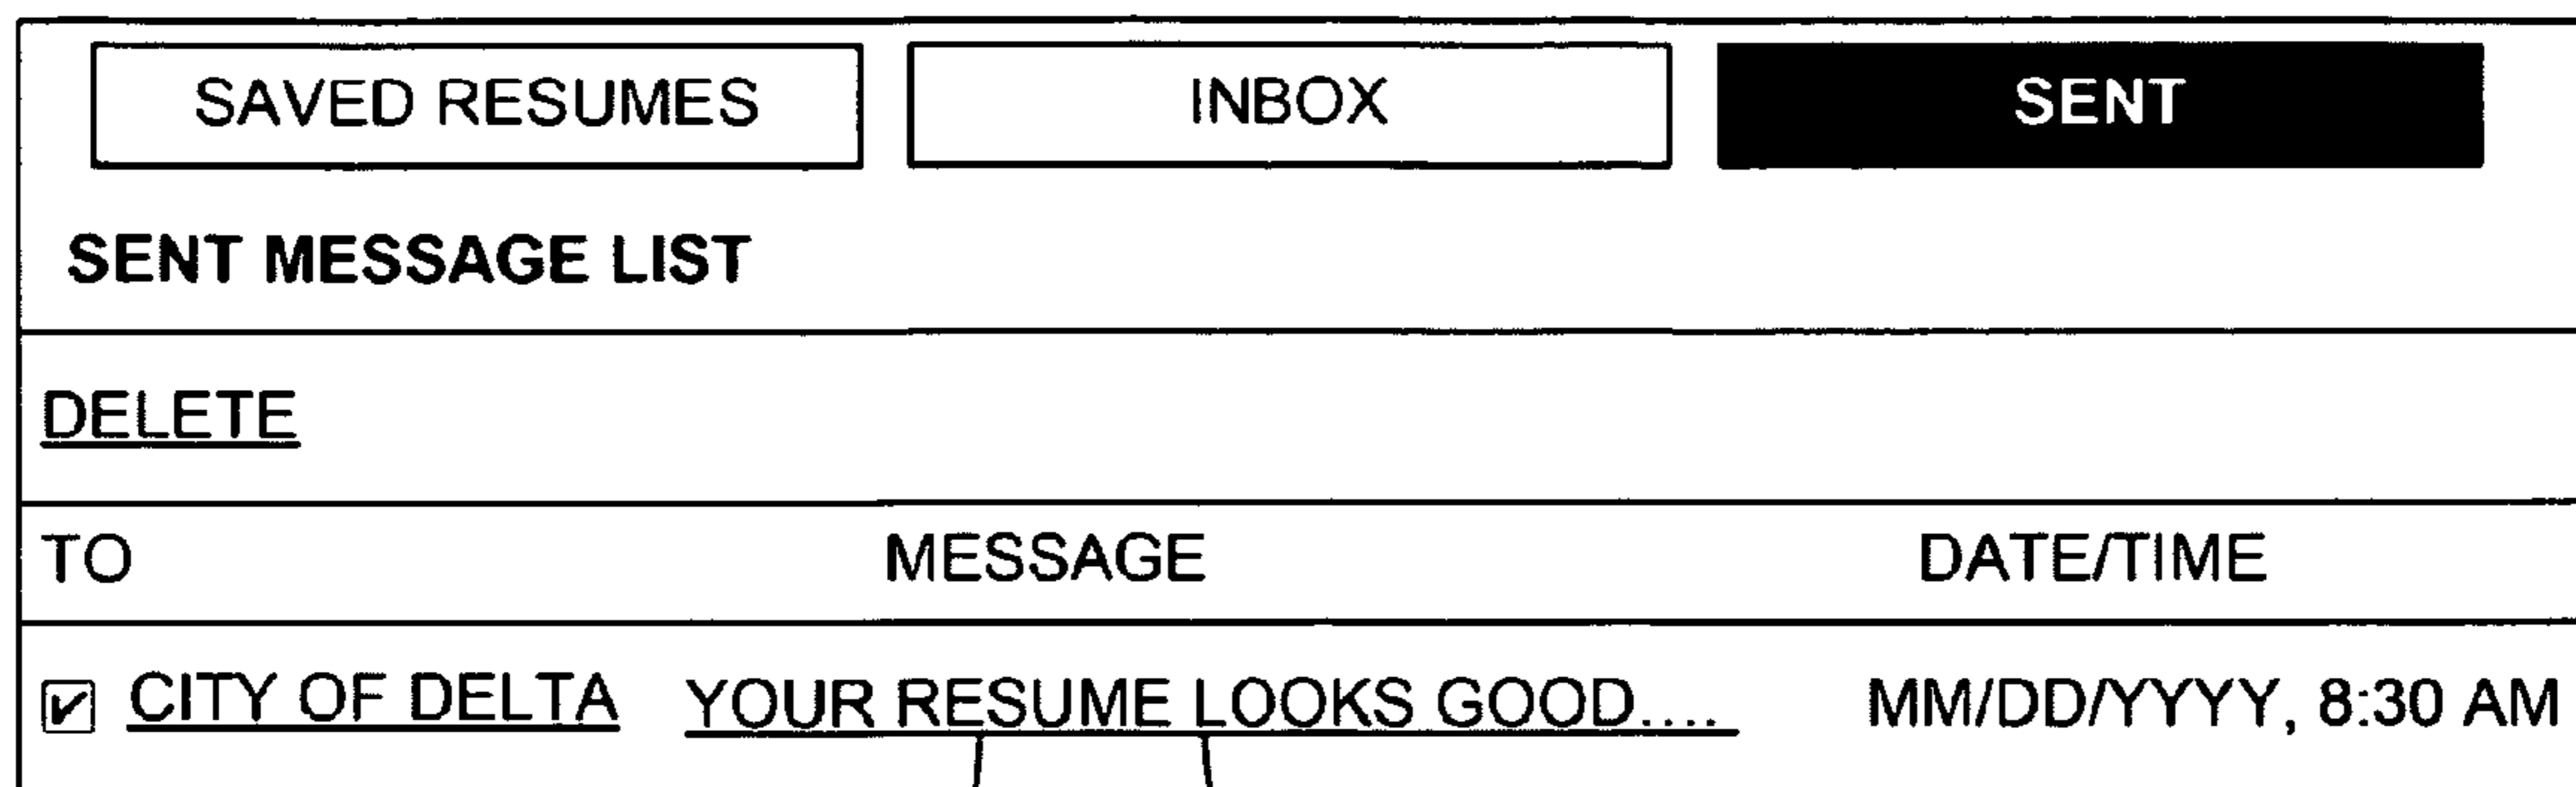 SAVED RESUMES INBOX SENT
SENT MESSAGE LIST
DELETE
TO MESSAGE DATE/TIME
CITY OF DELTA YOUR RESUME LOOKS GOOD.... MM/DD/YYYY, 8:30 AM